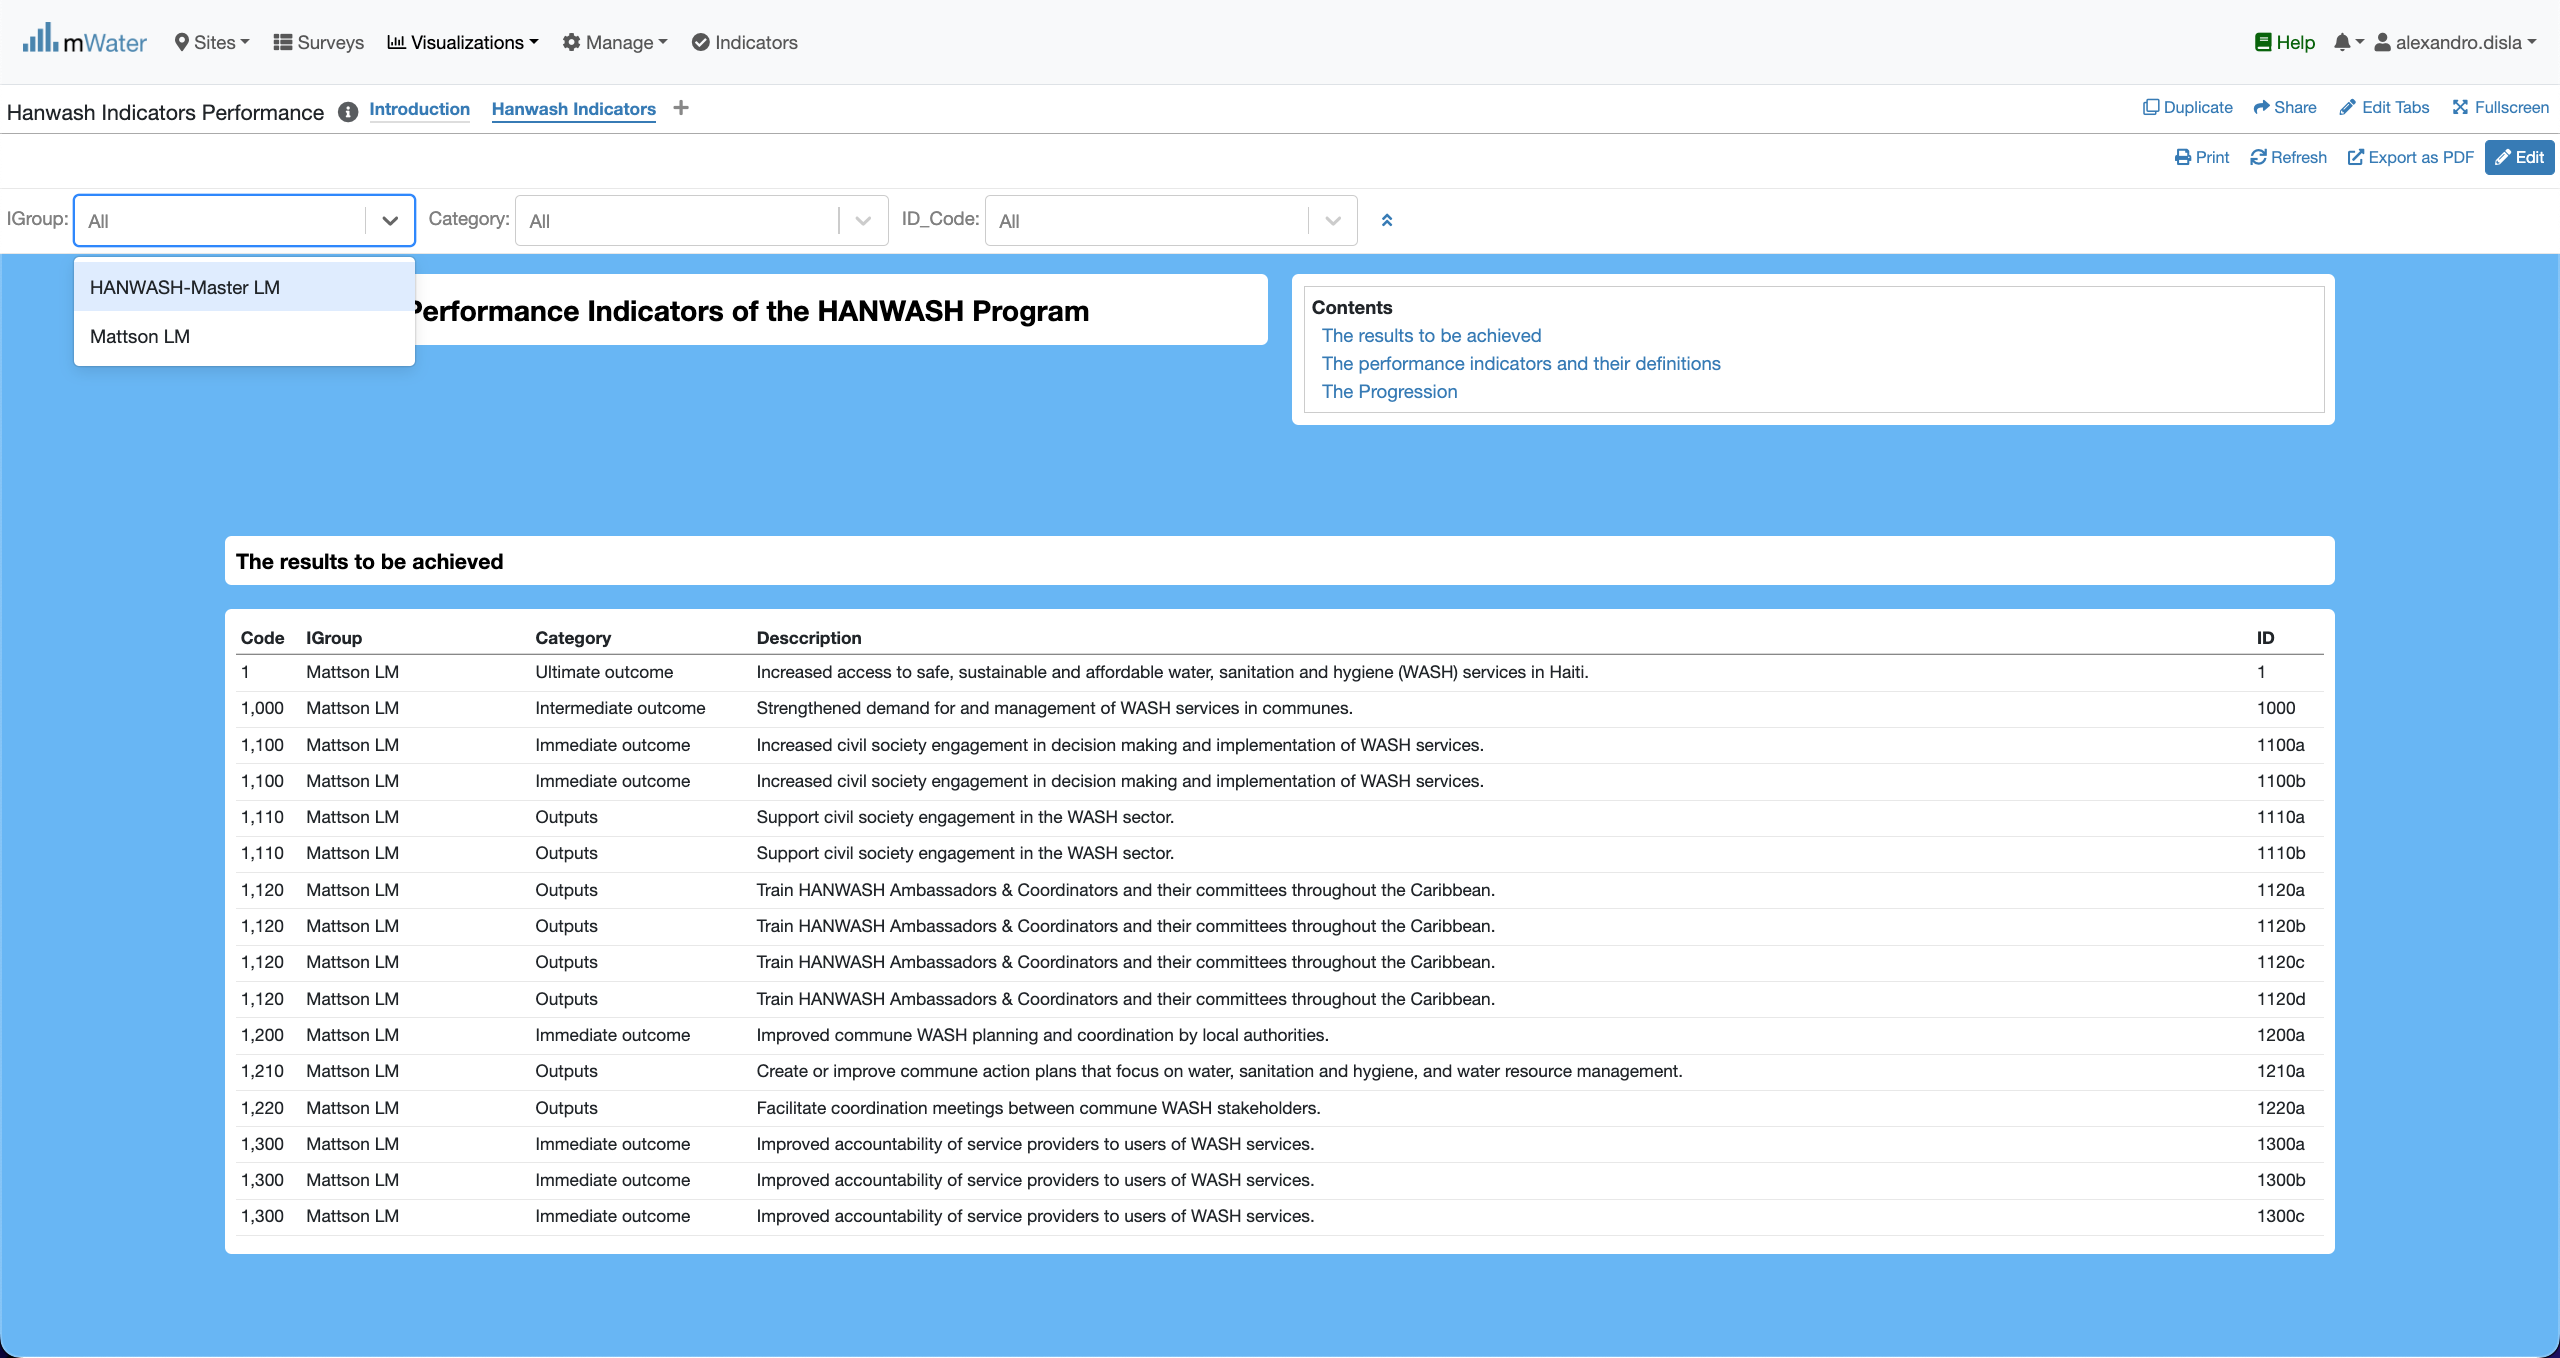 mWater Sites Surveys Visualizations Manage Indicators Help alexandro.disla
Hanwash Indicators Performance Introduction Hanwash Indicators + Duplicate Share Edit Tabs Fullscreen
Print Refresh Export as PDF Edit
IGroup: All Category: All ID_Code: All
HANWASH-Master LM
Mattson LM
Performance Indicators of the HANWASH Program
Contents
The results to be achieved
The performance indicators and their definitions
The Progression
The results to be achieved
Code IGroup Category Desccription ID
1 Mattson LM Ultimate outcome Increased access to safe, sustainable and affordable water, sanitation and hygiene (WASH) services in Haiti. 1
1,000 Mattson LM Intermediate outcome Strengthened demand for and management of WASH services in communes. 1000
1,100 Mattson LM Immediate outcome Increased civil society engagement in decision making and implementation of WASH services. 1100a
1,100 Mattson LM Immediate outcome Increased civil society engagement in decision making and implementation of WASH services. 1100b
1,110 Mattson LM Outputs Support civil society engagement in the WASH sector. 1110a
1,110 Mattson LM Outputs Support civil society engagement in the WASH sector. 1110b
1,120 Mattson LM Outputs Train HANWASH Ambassadors & Coordinators and their committees throughout the Caribbean. 1120a
1,120 Mattson LM Outputs Train HANWASH Ambassadors & Coordinators and their committees throughout the Caribbean. 1120b
1,120 Mattson LM Outputs Train HANWASH Ambassadors & Coordinators and their committees throughout the Caribbean. 1120c
1,120 Mattson LM Outputs Train HANWASH Ambassadors & Coordinators and their committees throughout the Caribbean. 1120d
1,200 Mattson LM Immediate outcome Improved commune WASH planning and coordination by local authorities. 1200a
1,210 Mattson LM Outputs Create or improve commune action plans that focus on water, sanitation and hygiene, and water resource management. 1210a
1,220 Mattson LM Outputs Facilitate coordination meetings between commune WASH stakeholders. 1220a
1,300 Mattson LM Immediate outcome Improved accountability of service providers to users of WASH services. 1300a
1,300 Mattson LM Immediate outcome Improved accountability of service providers to users of WASH services. 1300b
1,300 Mattson LM Immediate outcome Improved accountability of service providers to users of WASH services. 1300c